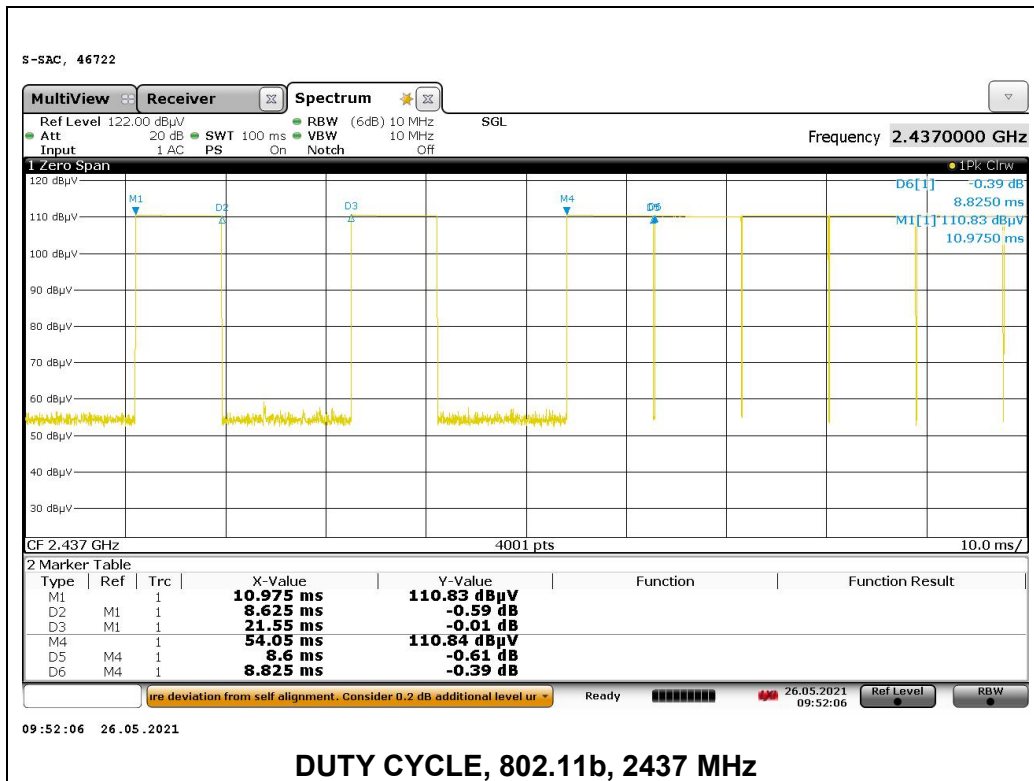 S-SAC, 46722
MultiView Receiver Spectrum
Ref Level 122.00 dBµV RBW (6dB) 10 MHz SGL
Att 20 dB SWT 100 ms VBW 10 MHz
Input 1 AC PS On Notch Off
Frequency 2.4370000 GHz
1 Zero Span 1Pk Clrw
D6[1] -0.39 dB
8.8250 ms
M1[1] 110.83 dBµV
10.9750 ms
120 dBµV
110 dBµV
100 dBµV
90 dBµV
80 dBµV
70 dBµV
60 dBµV
50 dBµV
40 dBµV
30 dBµV
M1 D2 D3 M4 D6
CF 2.437 GHz 4001 pts 10.0 ms/
2 Marker Table
Type Ref Trc X-Value Y-Value Function Function Result
M1 1 10.975 ms 110.83 dBµV
D2 M1 1 8.625 ms -0.59 dB
D3 M1 1 21.55 ms -0.01 dB
M4 1 54.05 ms 110.84 dBµV
D5 M4 1 8.6 ms -0.61 dB
D6 M4 1 8.825 ms -0.39 dB
ure deviation from self alignment. Consider 0.2 dB additional level ur Ready 26.05.2021 Ref Level RBW
09:52:06
09:52:06 26.05.2021
DUTY CYCLE, 802.11b, 2437 MHz